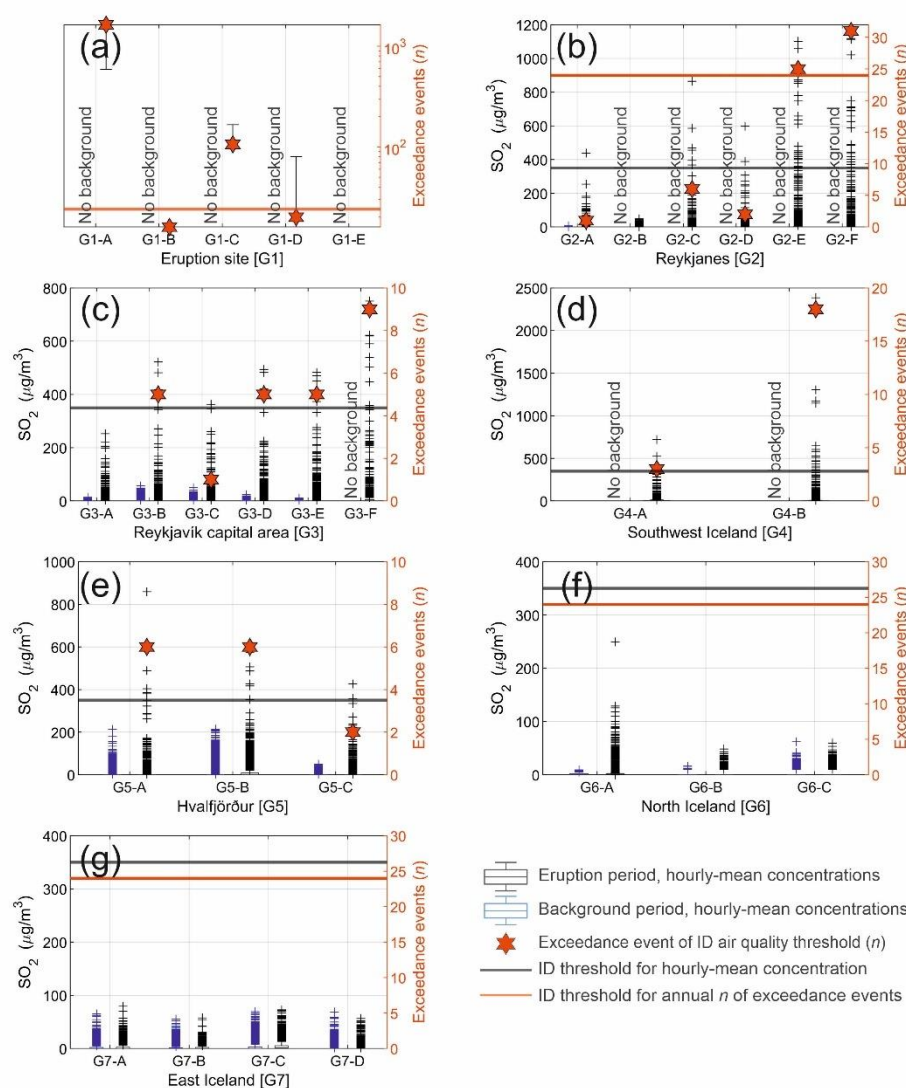 (a)
No background
No background
No background
No background
No background
10³
10²
Exceedance events (n)
G1-A G1-B G1-C G1-D G1-E
Eruption site [G1]
(b)
SO₂ (µg/m³)
1200
1000
800
600
400
200
0
No background
No background
No background
No background
No background
30
25
20
15
10
5
0
Exceedance events (n)
G2-A G2-B G2-C G2-D G2-E G2-F
Reykjanes [G2]
(c)
SO₂ (µg/m³)
800
600
400
200
0
No background
10
8
6
4
2
0
Exceedance events (n)
G3-A G3-B G3-C G3-D G3-E G3-F
Reykjavík capital area [G3]
(d)
SO₂ (µg/m³)
2500
2000
1500
1000
500
0
No background
No background
20
15
10
5
0
Exceedance events (n)
G4-A G4-B
Southwest Iceland [G4]
(e)
SO₂ (µg/m³)
1000
800
600
400
200
0
10
8
6
4
2
0
Exceedance events (n)
G5-A G5-B G5-C
Hvalfjörður [G5]
(f)
SO₂ (µg/m³)
400
300
200
100
0
30
25
20
15
10
5
0
Exceedance events (n)
G6-A G6-B G6-C
North Iceland [G6]
(g)
SO₂ (µg/m³)
400
300
200
100
0
30
25
20
15
10
5
0
Exceedance events (n)
G7-A G7-B G7-C G7-D
East Iceland [G7]
Eruption period, hourly-mean concentrations
Background period, hourly-mean concentrations
Exceedance event of ID air quality threshold (n)
ID threshold for hourly-mean concentration
ID threshold for annual n of exceedance events